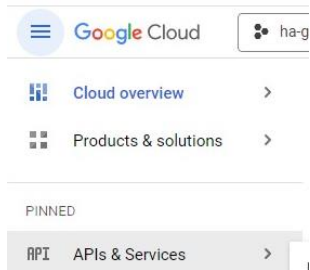 Google Cloud ha-g
Cloud overview
Products & solutions
PINNED
API APIs & Services